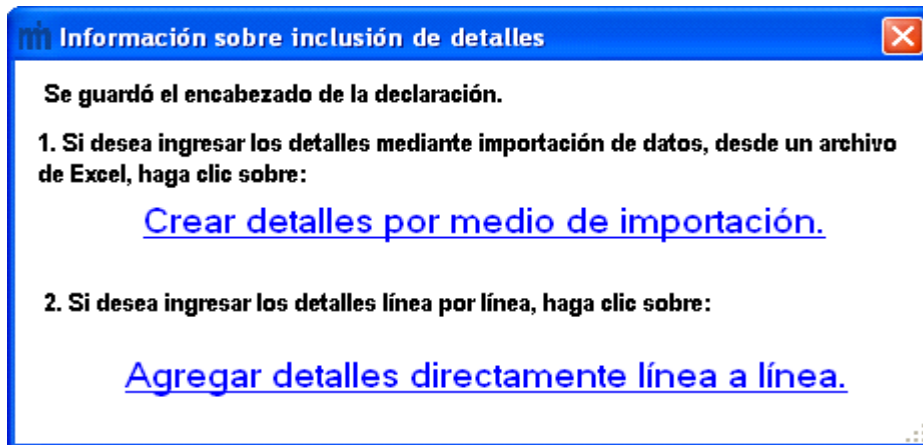 mh Información sobre inclusión de detalles
Se guardó el encabezado de la declaración.
1. Si desea ingresar los detalles mediante importación de datos, desde un archivo
de Excel, haga clic sobre:
Crear detalles por medio de importación.
2. Si desea ingresar los detalles línea por línea, haga clic sobre:
Agregar detalles directamente línea a línea.